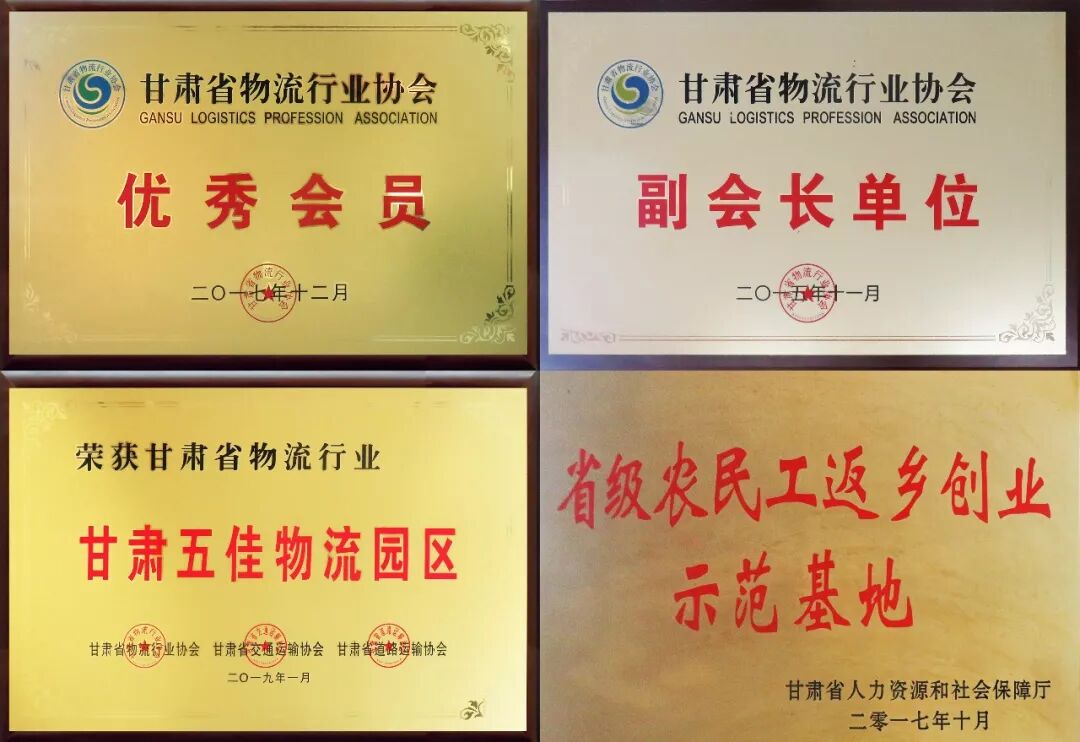 甘肃省物流行业协会
GANSU LOGISTICS PROFESSION ASSOCIATION
优秀会员
二〇一七年十二月
甘肃省物流行业协会
GANSU LOGISTICS PROFESSION ASSOCIATION
副会长单位
二〇一五年十一月
荣获甘肃省物流行业
甘肃五佳物流园区
甘肃省物流行业协会 甘肃省交通运输协会 甘肃省道路运输协会
二〇一九年一月
省级农民工返乡创业
示范基地
甘肃省人力资源和社会保障厅
二零一七年十月